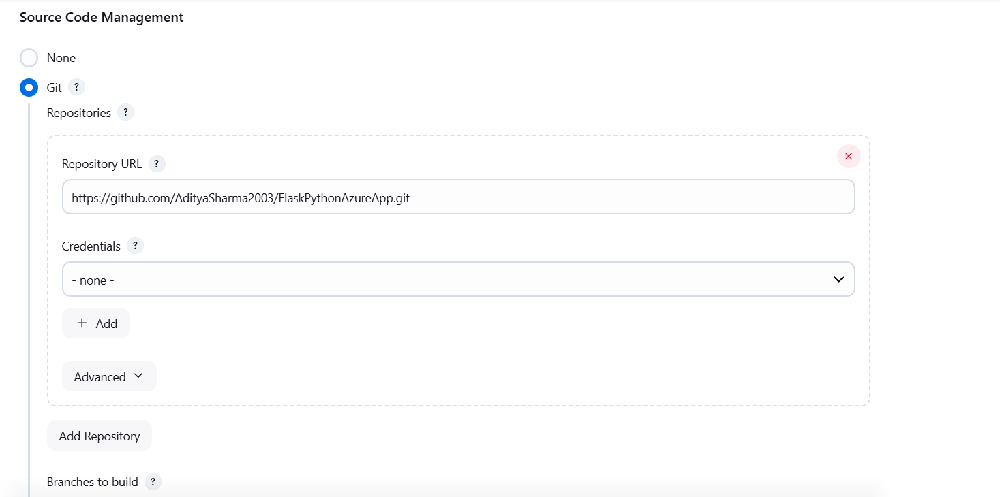 Source Code Management
None
Git ?
Repositories ?
Repository URL ?
https://github.com/AdityaSharma2003/FlaskPythonAzureApp.git
Credentials ?
- none -
+ Add
Advanced
Add Repository
Branches to build ?